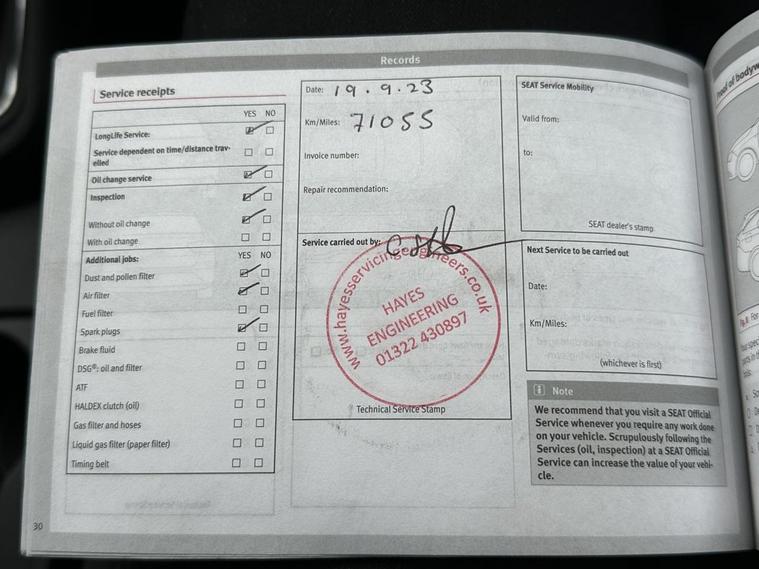 Records
Service receipts
YES NO
LongLife Service:
Service dependent on time/distance trav-
elled
Oil change service
Inspection
Without oil change
With oil change
Additional jobs:
YES NO
Dust and pollen filter
Air filter
Fuel filter
Spark plugs
Brake fluid
DSG®: oil and filter
ATF
HALDEX clutch (oil)
Gas filter and hoses
Liquid gas filter (paper filter)
Timing belt
30
Date: 19.9.23
Km/Miles: 71055
Invoice number:
Repair recommendation:
Service carried out by:
www.hayesservicingengineers.co.uk
HAYES
ENGINEERING
01322 430897
Technical Service Stamp
SEAT Service Mobility
Valid from:
to:
SEAT dealer's stamp
Next Service to be carried out
Date:
Km/Miles:
(whichever is first)
Note
We recommend that you visit a SEAT Official
Service whenever you require any work done
on your vehicle. Scrupulously following the
Services (oil, inspection) at a SEAT Official
Service can increase the value of your vehi-
cle.
of bodyw